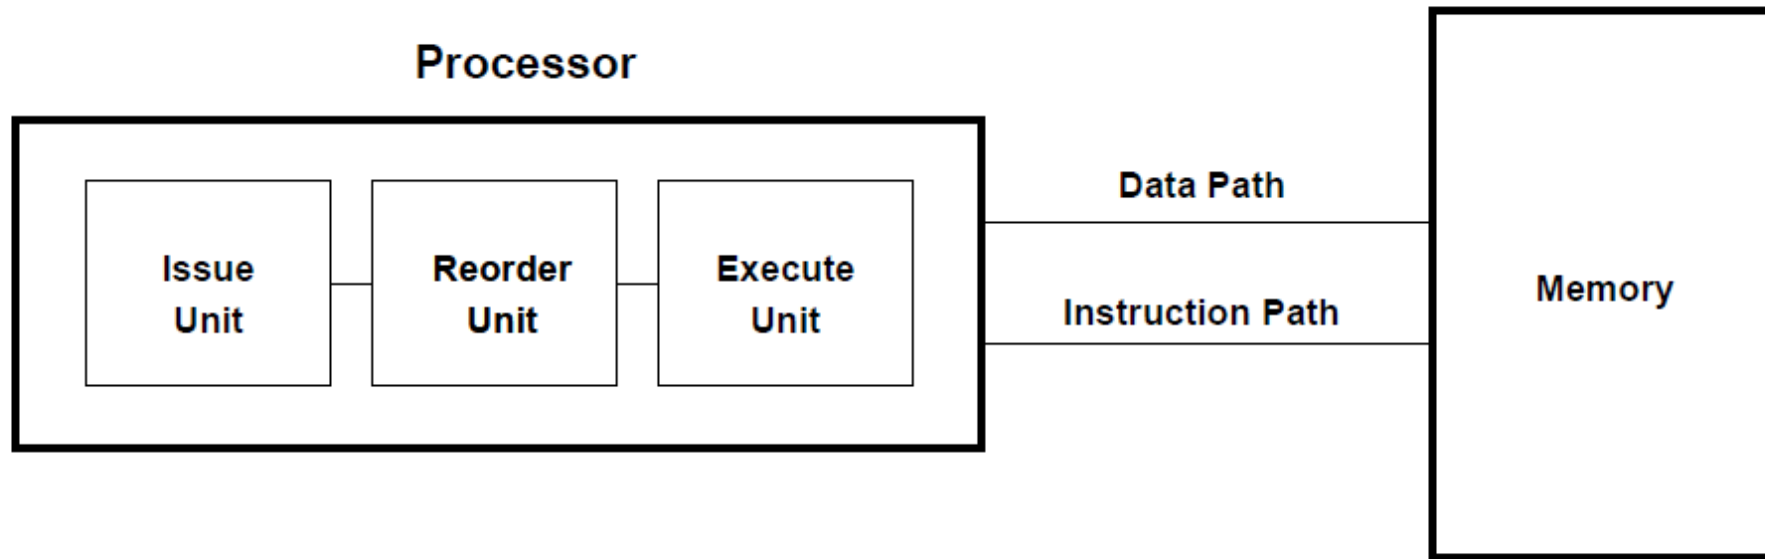 Processor
Issue
Unit
Reorder
Unit
Execute
Unit
Data Path
Instruction Path
Memory